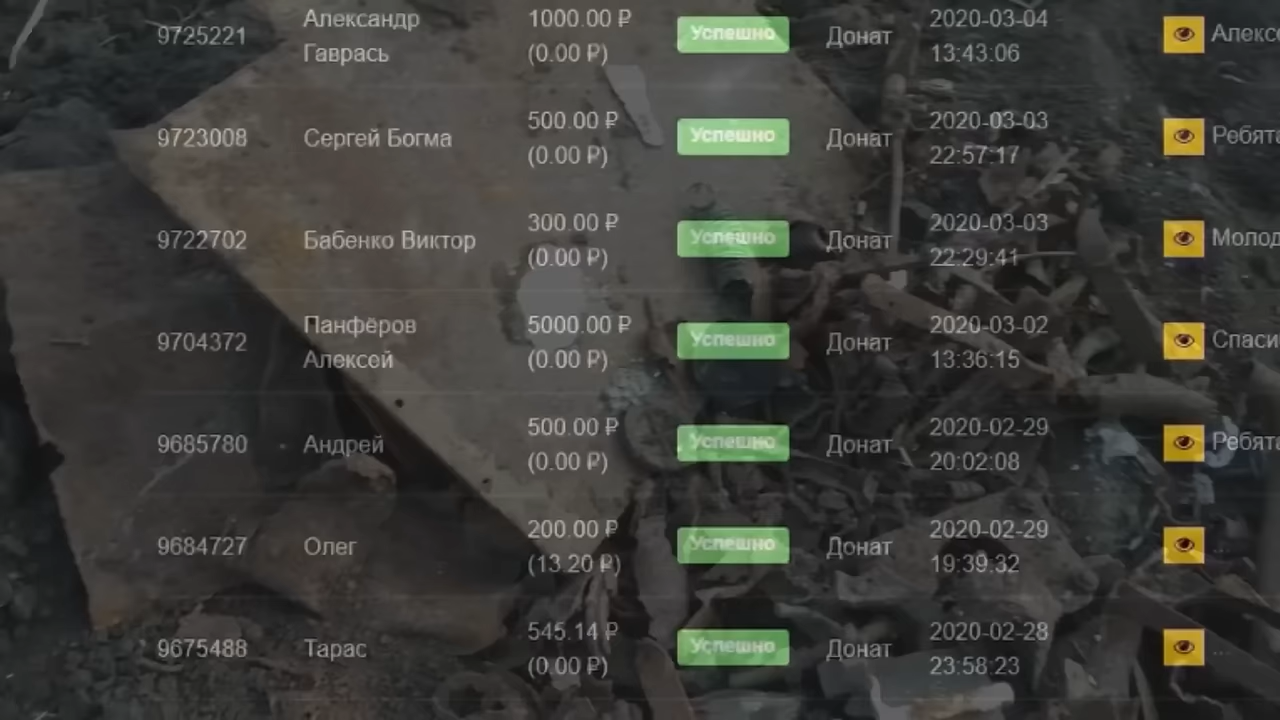 9725221 Александр Гаврась 1000.00 ₽ (0.00 ₽) Успешно Донат 2020-03-04 13:43:06 Алексе
9723008 Сергей Богма 500.00 ₽ (0.00 ₽) Успешно Донат 2020-03-03 22:57:17 Ребята
9722702 Бабенко Виктор 300.00 ₽ (0.00 ₽) Успешно Донат 2020-03-03 22:29:41 Молод
9704372 Панфёров Алексей 5000.00 ₽ (0.00 ₽) Успешно Донат 2020-03-02 13:36:15 Спаси
9685780 Андрей 500.00 ₽ (0.00 ₽) Успешно Донат 2020-02-29 20:02:08 Ребята
9684727 Олег 200.00 ₽ (13.20 ₽) Успешно Донат 2020-02-29 19:39:32 ...
9675488 Тарас 545.14 ₽ (0.00 ₽) Успешно Донат 2020-02-28 23:58:23 ...